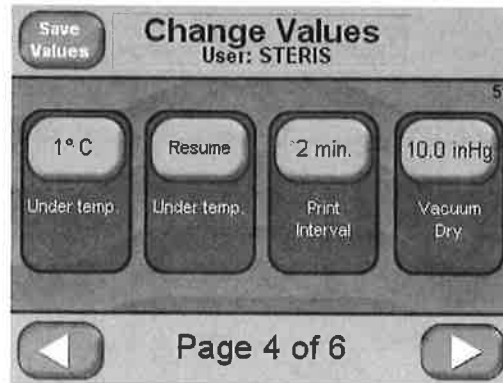 Save
Values
Change Values
User: STERIS
5
1° C
Resume
2 min.
10.0 inHg
Under temp.
Under temp.
Print
Interval
Vacuum
Dry
Page 4 of 6